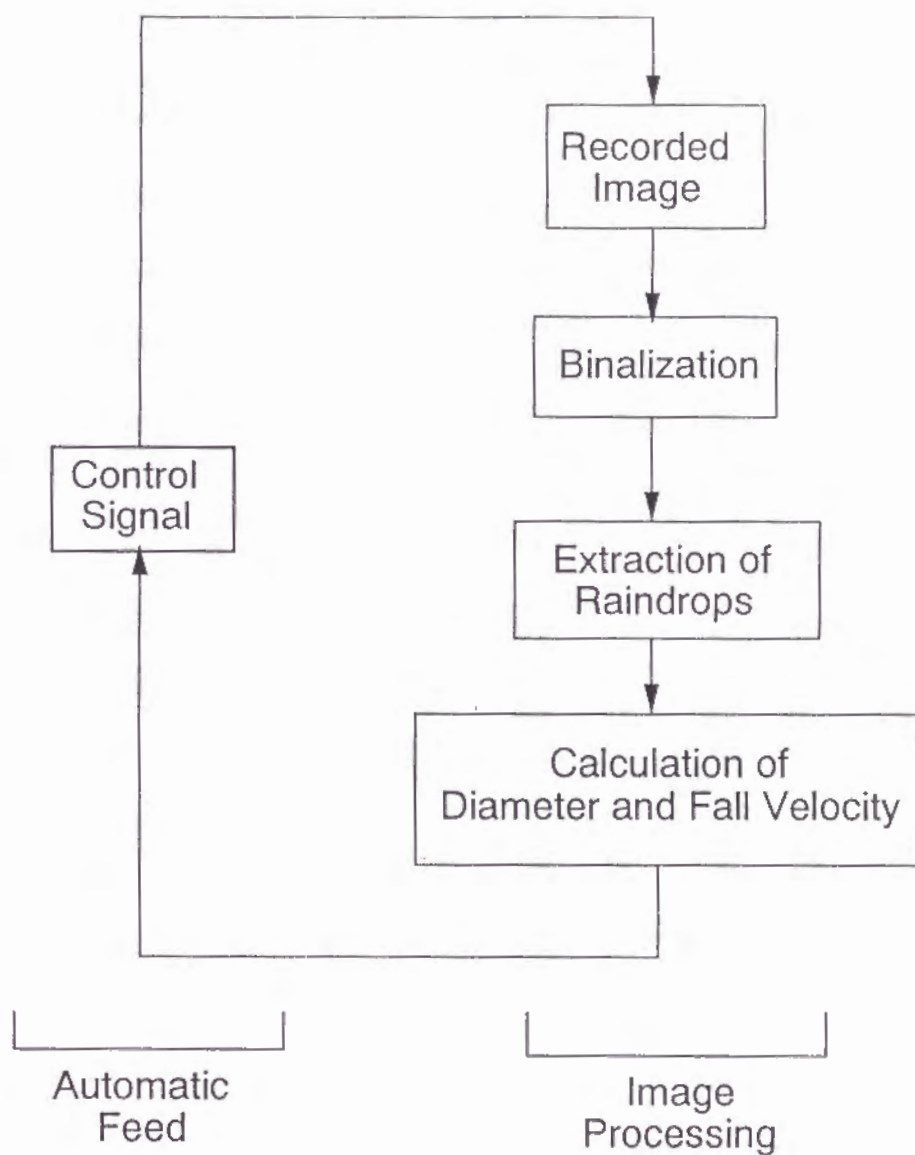 Recorded
Image
Binalization
Control
Signal
Extraction of
Raindrops
Calculation of
Diameter and Fall Velocity
Automatic
Feed
Image
Processing